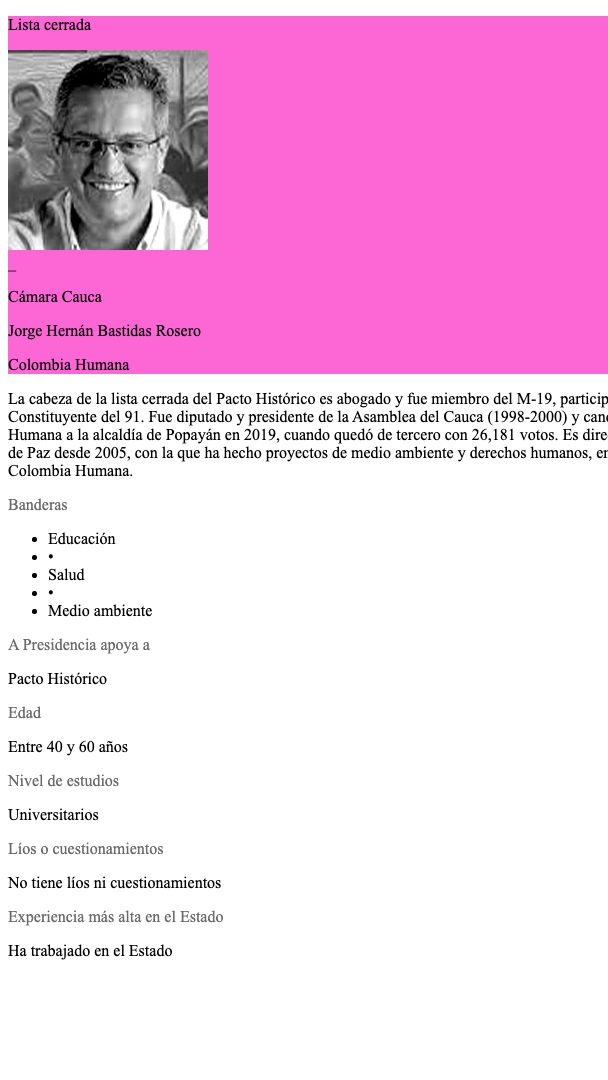 Lista cerrada
_
Cámara Cauca
Jorge Hernán Bastidas Rosero
Colombia Humana
La cabeza de la lista cerrada del Pacto Histórico es abogado y fue miembro del M-19,
Constituyente del 91. Fue diputado y presidente de la Asamblea del Cauca (1998-2000) y
Humana a la alcaldía de Popayán en 2019, cuando quedó de tercero con 26,181 votos. Es
de Paz desde 2005, con la que ha hecho proyectos de medio ambiente y derechos humanos,
Colombia Humana.
Banderas
• Educación
• •
• Salud
• •
• Medio ambiente
A Presidencia apoya a
Pacto Histórico
Edad
Entre 40 y 60 años
Nivel de estudios
Universitarios
Líos o cuestionamientos
No tiene líos ni cuestionamientos
Experiencia más alta en el Estado
Ha trabajado en el Estado